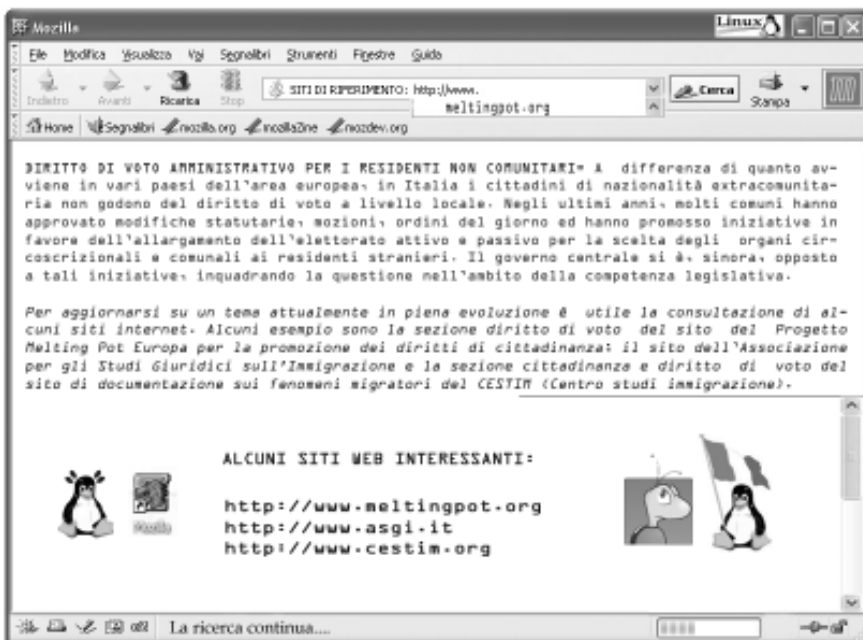 Mozilla
Linux
File Modifica Visualizza Vai Segnalibri Strumenti Finestre Guida
Indietro Avanti Ricarica Stop
SITI DI RIFERIMENTO: http://www.
meltingpot.org
Cerca
Stampa
Home Segnalibri mozilla.org mozillaZine mozdev.org
DIRITTO DI VOTO AMMINISTRATIVO PER I RESIDENTI NON COMUNITARI= A differenza di quanto av-
viene in vari paesi dell'area europea, in Italia i cittadini di nazionalità extracomunita-
ria non godono del diritto di voto a livello locale. Negli ultimi anni, molti comuni hanno
approvato modifiche statutarie, mozioni, ordini del giorno ed hanno promosso iniziative in
favore dell'allargamento dell'elettorato attivo e passivo per la scelta degli organi cir-
coscrizionali e comunali ai residenti stranieri. Il governo centrale si è, sinora, opposto
a tali iniziative, inquadrando la questione nell'ambito della competenza legislativa.
Per aggiornarsi su un tema attualmente in piena evoluzione è utile la consultazione di al-
cuni siti internet. Alcuni esempio sono la sezione diritto di voto del sito del Progetto
Melting Pot Europa per la promozione dei diritti di cittadinanza; il sito dell'Associazione
per gli Studi Giuridici sull'Immigrazione e la sezione cittadinanza e diritto di voto del
sito di documentazione sui fenomeni migratori del CESTIM (Centro studi immigrazione).
ALCUNI SITI WEB INTERESSANTI:
http://www.meltingpot.org
http://www.asgi.it
http://www.cestim.org
Mozilla
La ricerca continua....